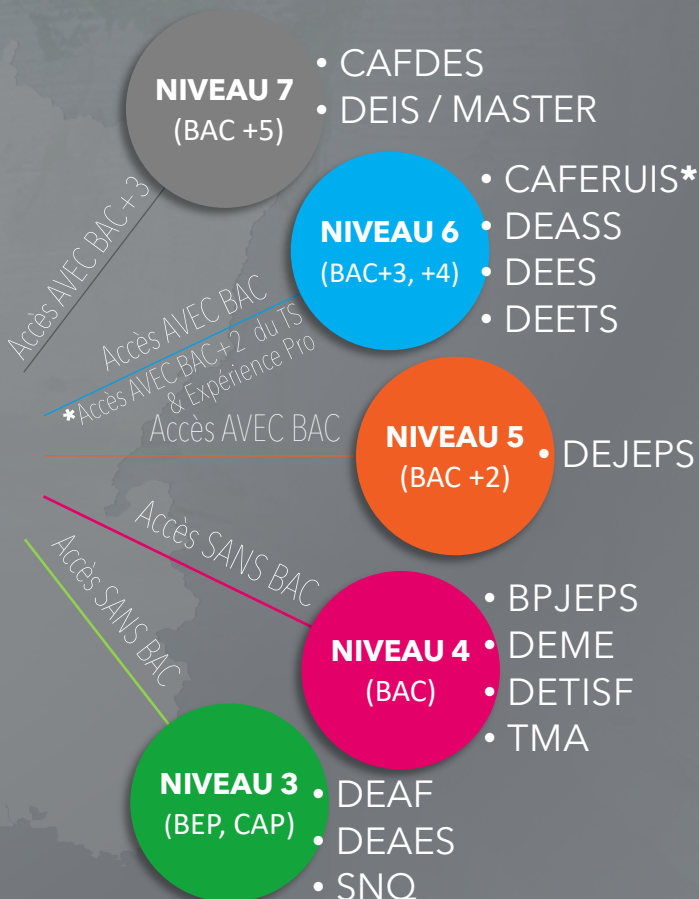 NIVEAU 7
(BAC +5)
• CAFDES
• DEIS / MASTER
Accès AVEC BAC+3
NIVEAU 6
(BAC+3, +4)
• CAFERUIS*
• DEASS
• DEES
• DEETS
Accès AVEC BAC
*Accès AVEC BAC+2 du TS
& Expérience Pro
NIVEAU 5
(BAC +2)
• DEJEPS
Accès AVEC BAC
NIVEAU 4
(BAC)
• BPJEPS
• DEME
• DETISF
• TMA
Accès SANS BAC
NIVEAU 3
(BEP, CAP)
• DEAF
• DEAES
• SNQ
Accès SANS BAC